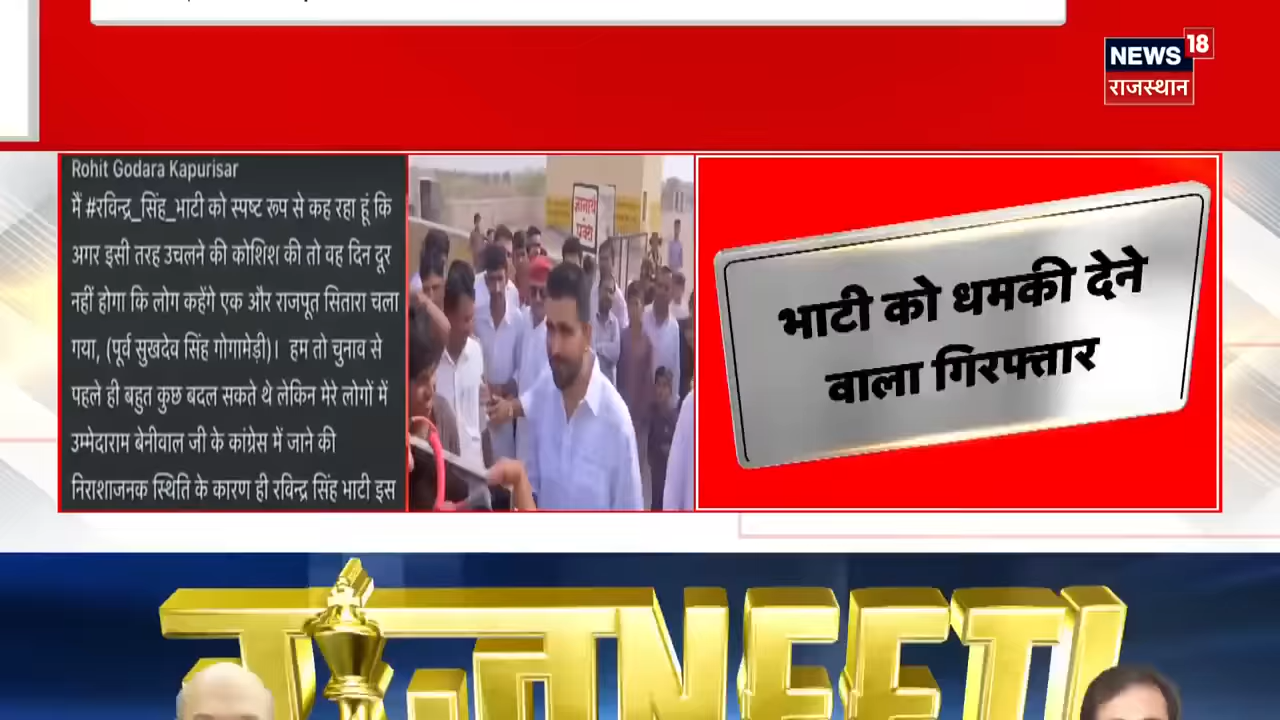 NEWS 18
राजस्थान
Rohit Godara Kapurisar
मैं #रविन्द्र_सिंह_भाटी को स्पष्ट रूप से कह रहा हूं कि
अगर इसी तरह उचलने की कोशिश की तो वह दिन दूर
नहीं होगा कि लोग कहेंगे एक और राजपूत सितारा चला
गया, (पूर्व सुखदेव सिंह गोगामेड़ी)। हम तो चुनाव से
पहले ही बहुत कुछ बदल सकते थे लेकिन मेरे लोगों में
उम्मेदाराम बेनीवाल जी के कांग्रेस में जाने की
निराशाजनक स्थिति के कारण ही रविन्द्र सिंह भाटी इस
भाटी को धमकी देने
वाला गिरफ्तार